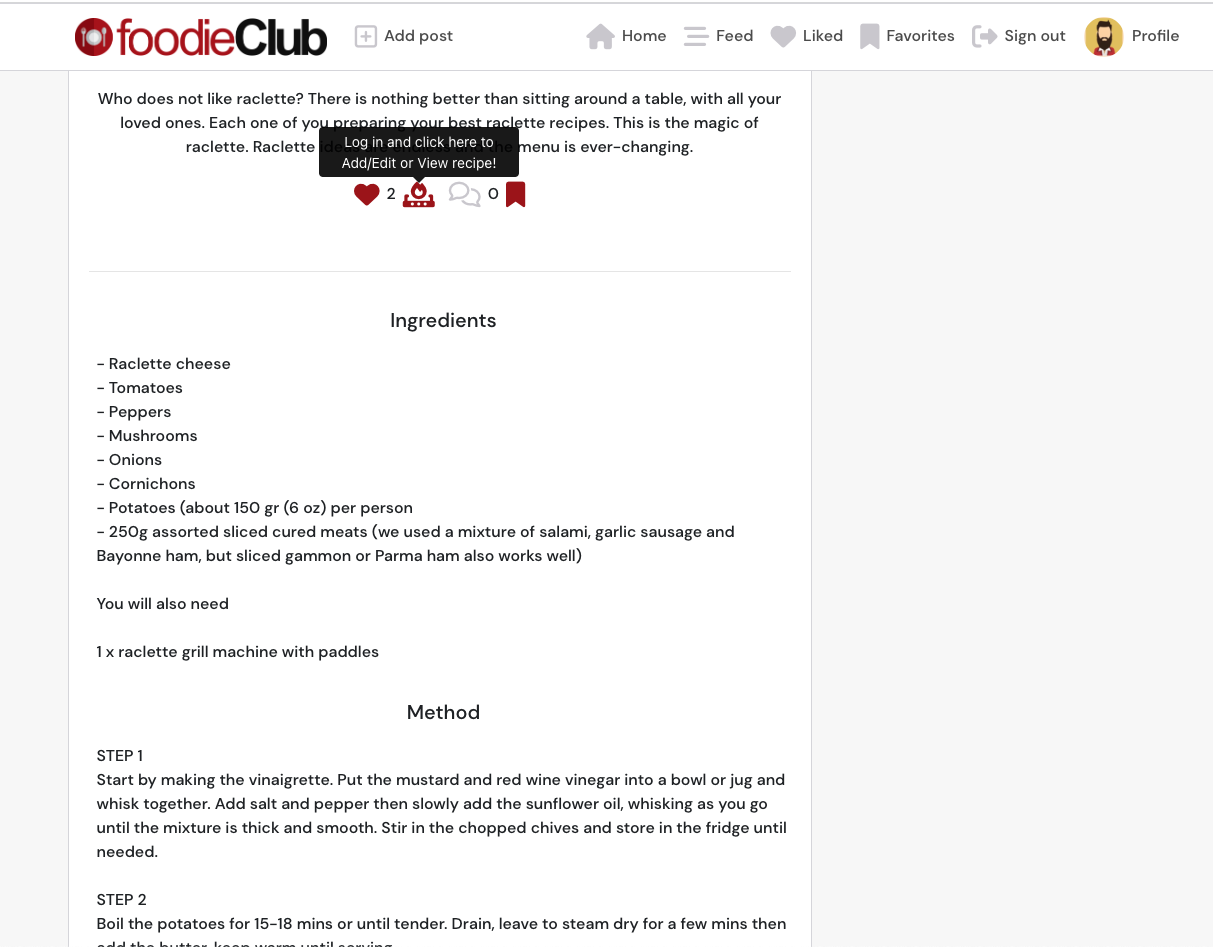 foodieClub
Add post
Home
Feed
Liked
Favorites
Sign out
Profile
Who does not like raclette? There is nothing better than sitting around a table, with all your
loved ones. Each one of you preparing your best raclette recipes. This is the magic of
raclette. Raclette the menu is ever-changing.
Log in and click here to
Add/Edit or View recipe!
2
0
Ingredients
- Raclette cheese
- Tomatoes
- Peppers
- Mushrooms
- Onions
- Cornichons
- Potatoes (about 150 gr (6 oz) per person
- 250g assorted sliced cured meats (we used a mixture of salami, garlic sausage and
Bayonne ham, but sliced gammon or Parma ham also works well)
You will also need
1 x raclette grill machine with paddles
Method
STEP 1
Start by making the vinaigrette. Put the mustard and red wine vinegar into a bowl or jug and
whisk together. Add salt and pepper then slowly add the sunflower oil, whisking as you go
until the mixture is thick and smooth. Stir in the chopped chives and store in the fridge until
needed.
STEP 2
Boil the potatoes for 15-18 mins or until tender. Drain, leave to steam dry for a few mins then
add the butter, keep warm until serving.